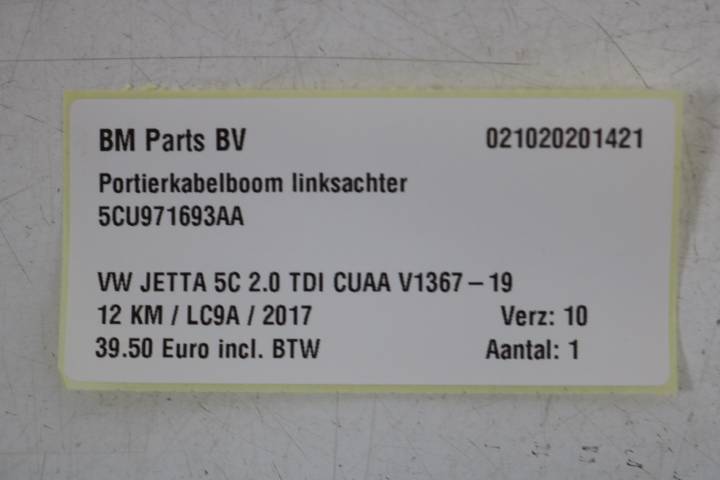 BM Parts BV 021020201421
Portierkabelboom linksachter
5CU971693AA
VW JETTA 5C 2.0 TDI CUAA V1367 – 19
12 KM / LC9A / 2017 Verz: 10
39.50 Euro incl. BTW Aantal: 1